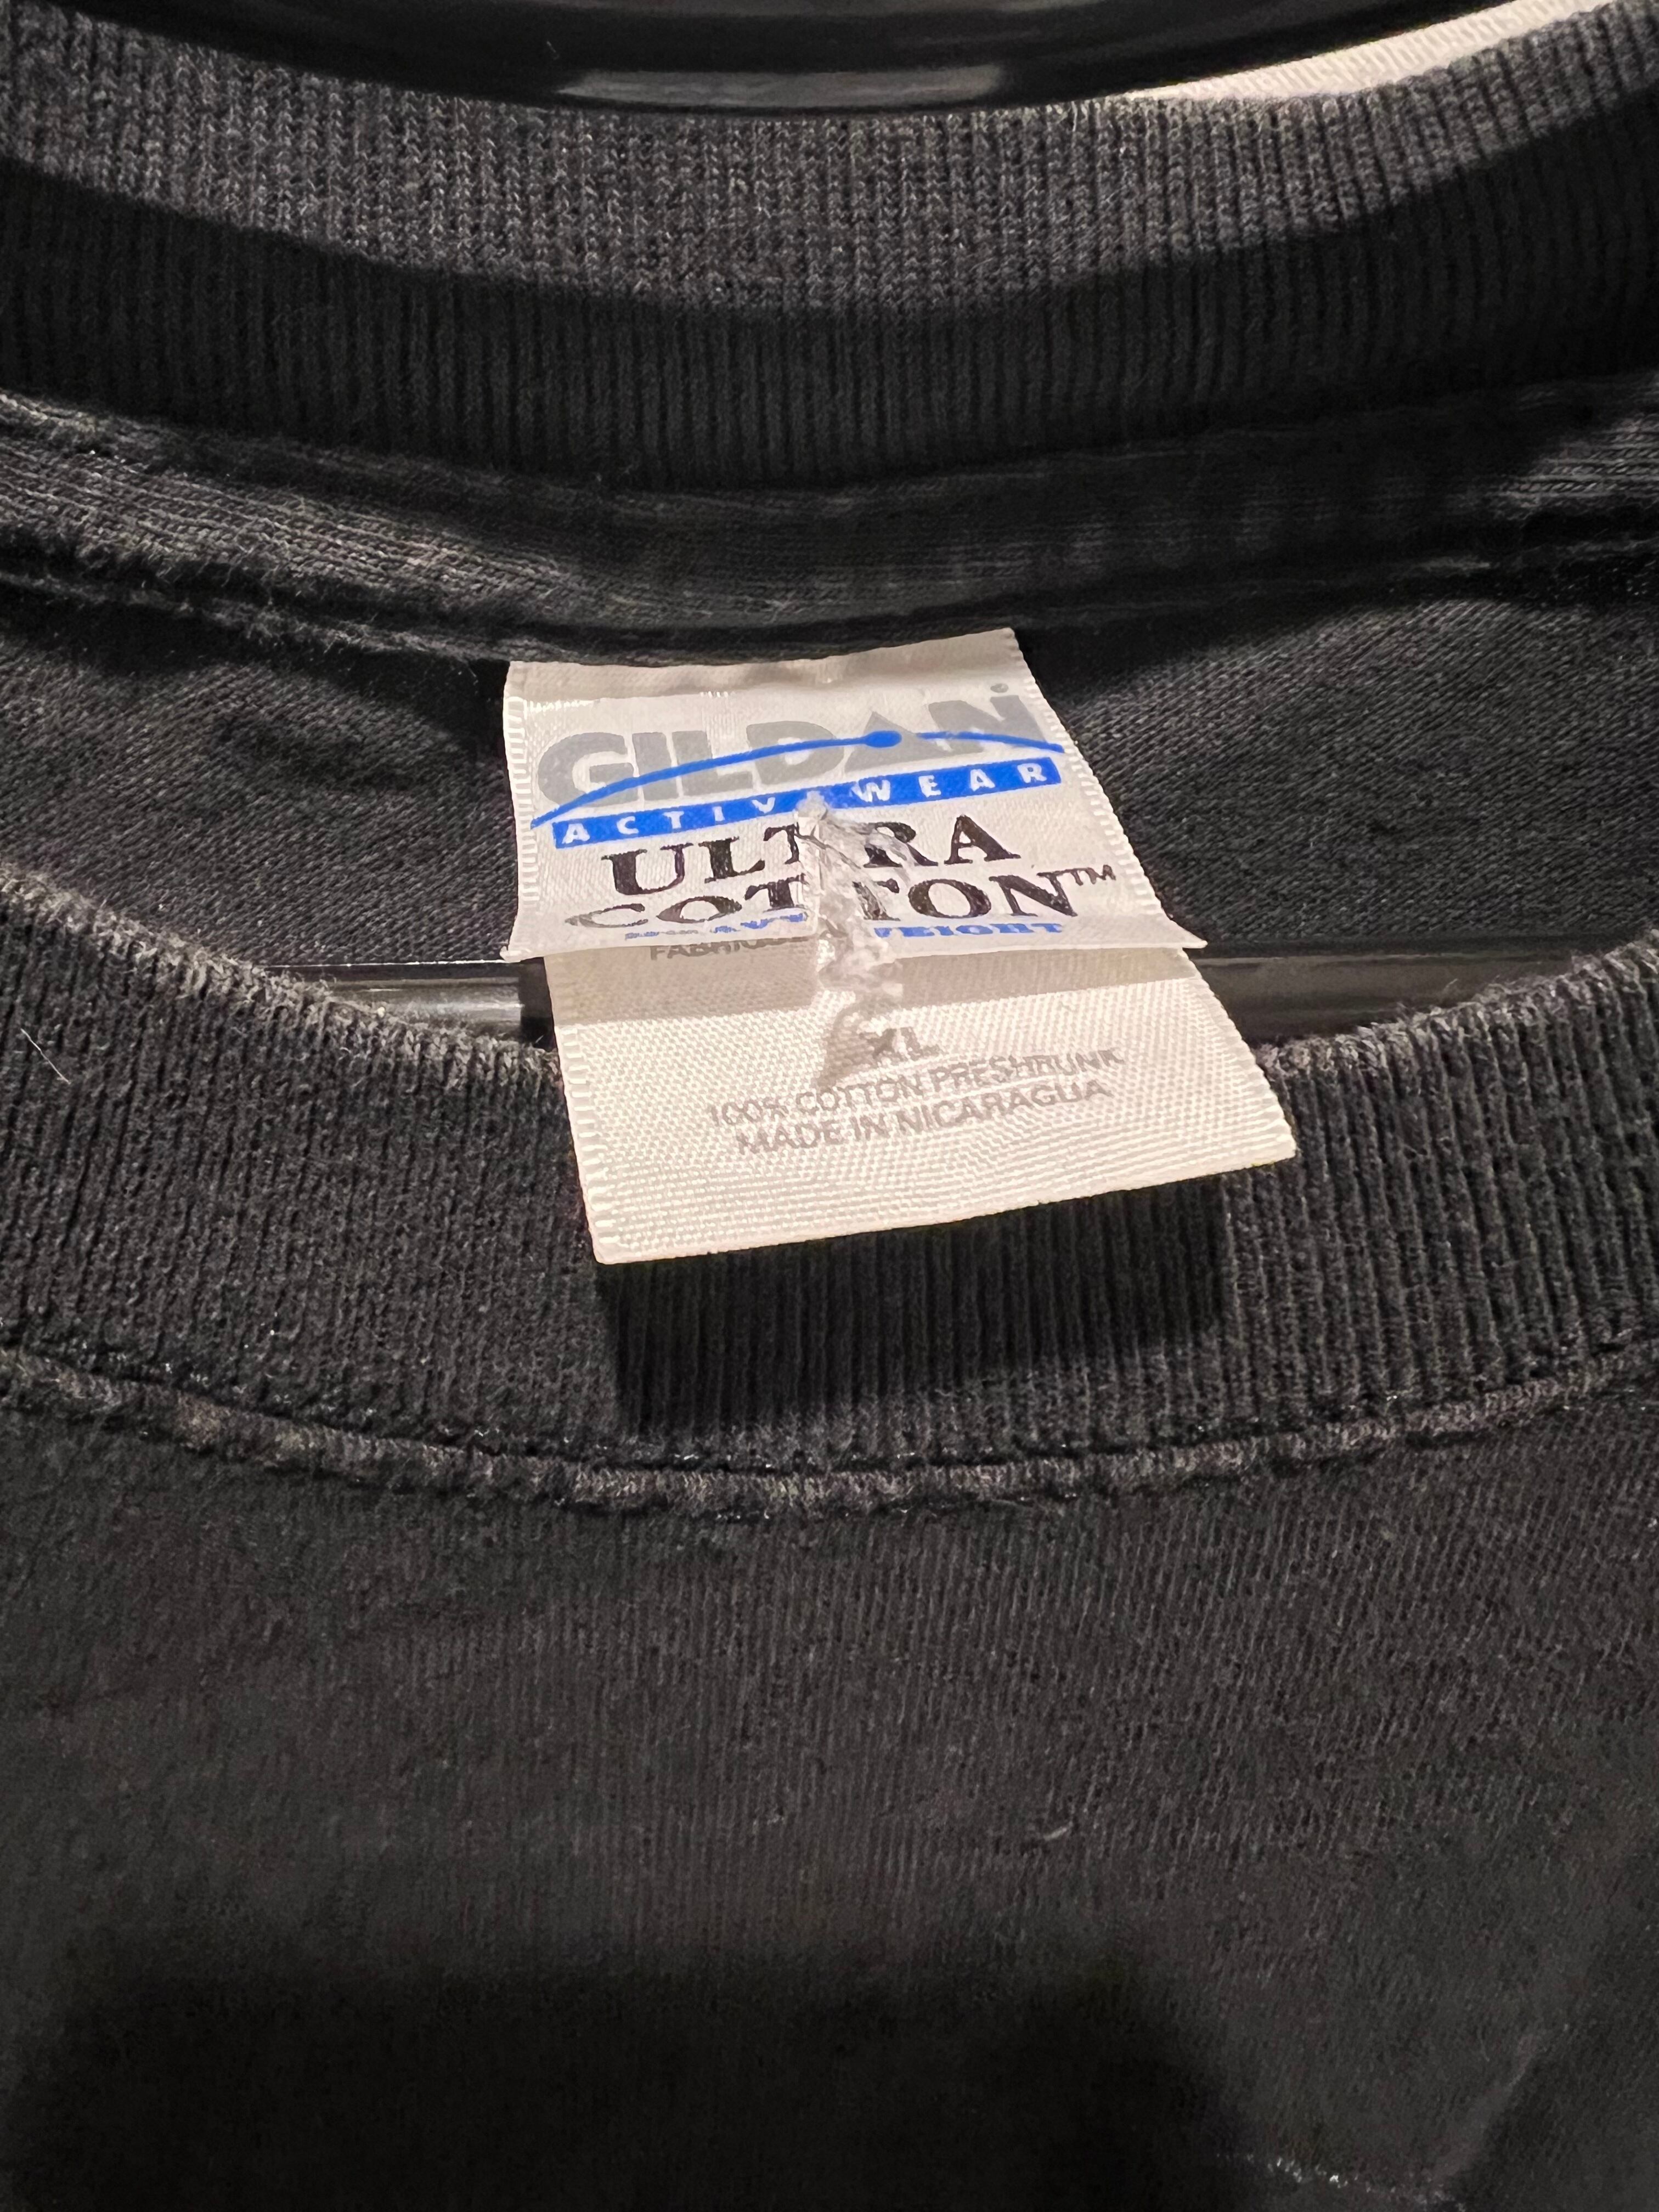 GILDAN
ACTIVEWEAR
ULTRA
COTTON™
XL
100% COTTON PRESHRUNK
MADE IN NICARAGUA